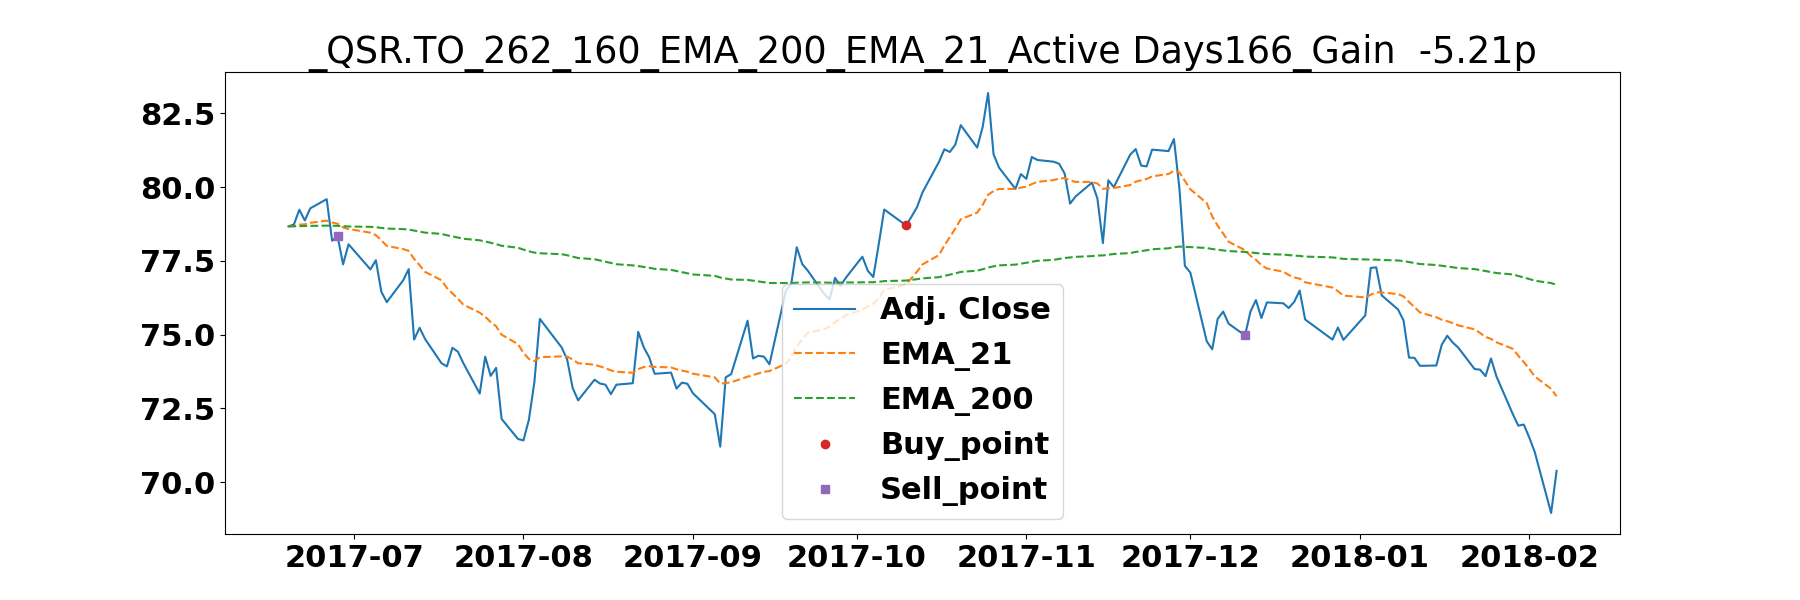 _QSR.TO_262_160_EMA_200_EMA_21_Active Days166_Gain  -5.21p
82.5
80.0
77.5
75.0
72.5
70.0
Adj. Close
EMA_21
EMA_200
Buy_point
Sell_point
2017-07 2017-08 2017-09 2017-10 2017-11 2017-12 2018-01 2018-02